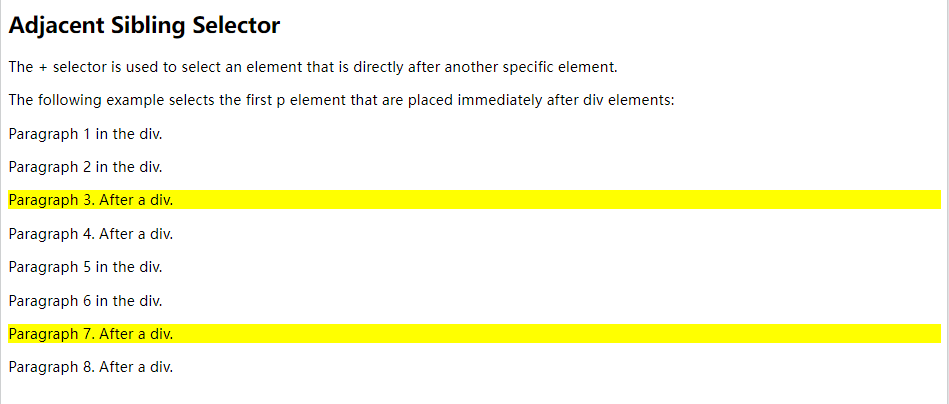 Adjacent Sibling Selector
The + selector is used to select an element that is directly after another specific element.
The following example selects the first p element that are placed immediately after div elements:
Paragraph 1 in the div.
Paragraph 2 in the div.
Paragraph 3. After a div.
Paragraph 4. After a div.
Paragraph 5 in the div.
Paragraph 6 in the div.
Paragraph 7. After a div.
Paragraph 8. After a div.